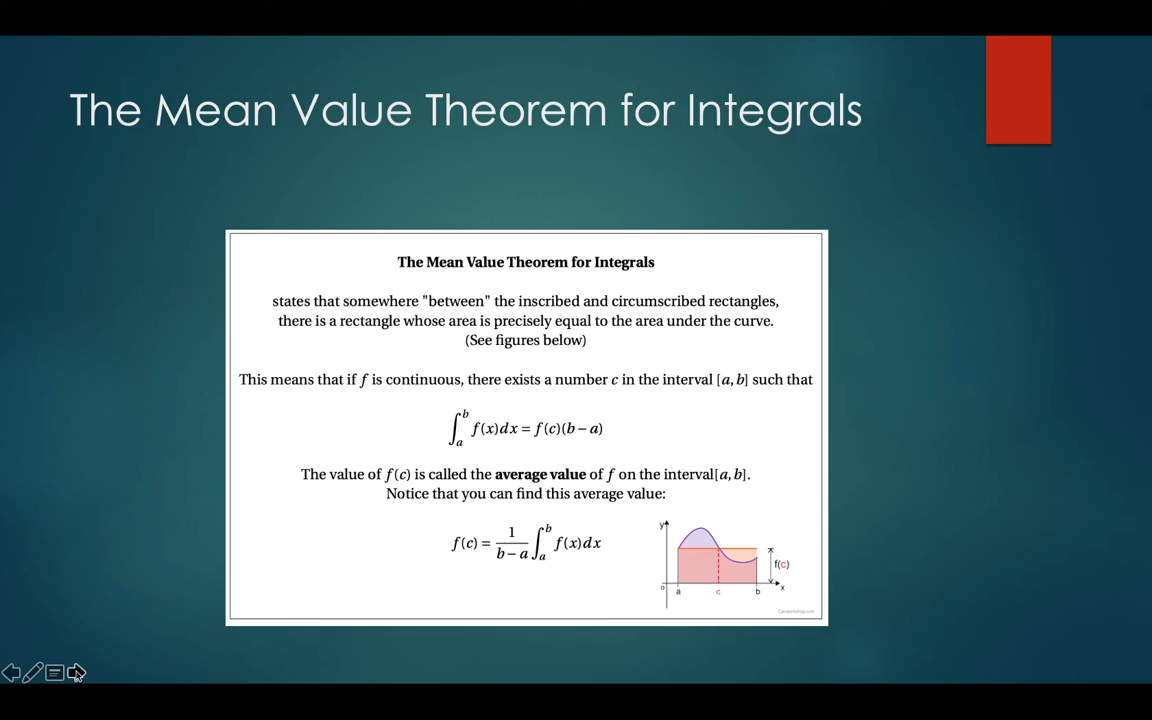 The Mean Value Theorem for Integrals
The Mean Value Theorem for Integrals
states that somewhere "between" the inscribed and circumscribed rectangles,
there is a rectangle whose area is precisely equal to the area under the curve.
(See figures below)
This means that if f is continuous, there exists a number c in the interval [a, b] such that
∫_a^b f(x)dx = f(c)(b − a)
The value of f(c) is called the average value of f on the interval[a, b].
Notice that you can find this average value:
f(c) = 1/(b − a) ∫_a^b f(x)dx
y
f(c)
o a c b x
Calcworkshop.com